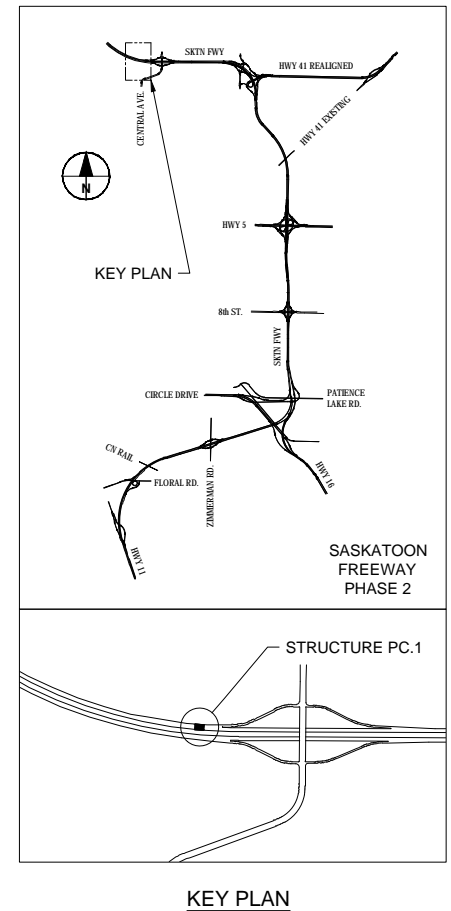 SKTN FWY
HWY 41 REALIGNED
CENTRAL AVE.
HWY 41 EXISTING
N
HWY 5
KEY PLAN
8th ST.
SKTN FWY
CIRCLE DRIVE
PATIENCE
LAKE RD.
CN RAIL
ZIMMERMAN RD.
FLORAL RD.
HWY 16
HWY 11
SASKATOON
FREEWAY
PHASE 2
STRUCTURE PC.1
KEY PLAN